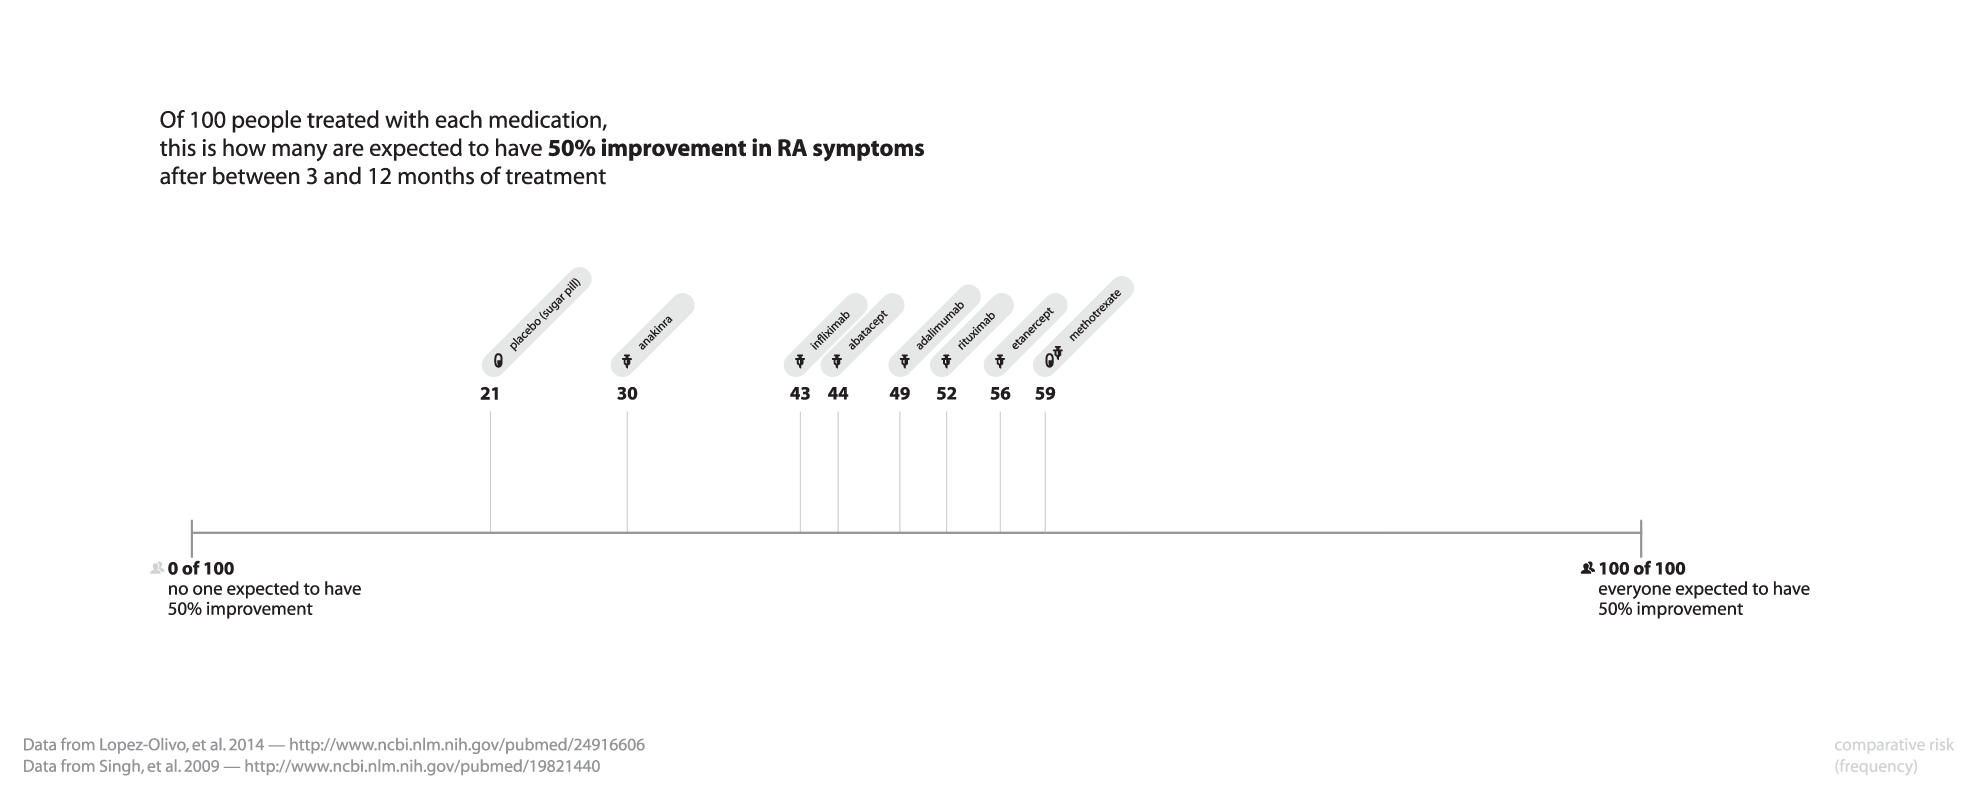 Of 100 people treated with each medication,
this is how many are expected to have 50% improvement in RA symptoms
after between 3 and 12 months of treatment
placebo (sugar pill)
anakinra
infliximab
abatacept
adalimumab
rituximab
etanercept
methotrexate
21
30
43
44
49
52
56
59
0 of 100
no one expected to have
50% improvement
100 of 100
everyone expected to have
50% improvement
Data from Lopez-Olivo, et al. 2014 — http://www.ncbi.nlm.nih.gov/pubmed/24916606
Data from Singh, et al. 2009 — http://www.ncbi.nlm.nih.gov/pubmed/19821440
comparative risk
(frequency)